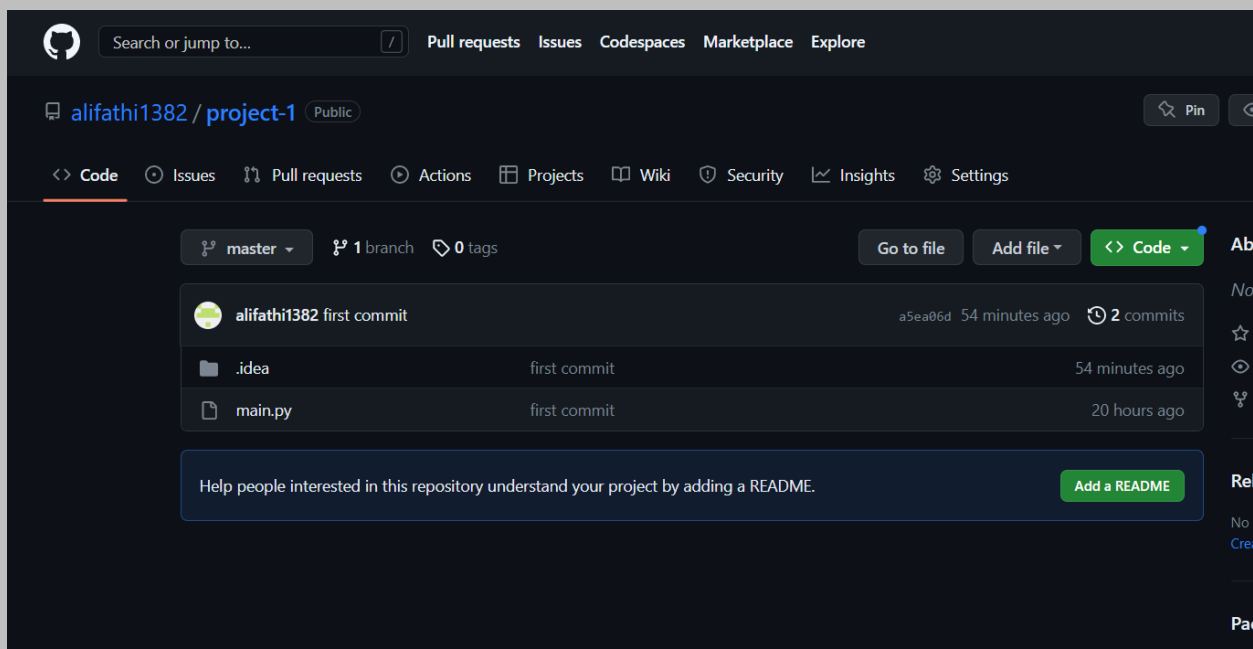 Search or jump to... / Pull requests Issues Codespaces Marketplace Explore
alifathi1382 / project-1 Public Pin
<> Code Issues Pull requests Actions Projects Wiki Security Insights Settings
master 1 branch 0 tags Go to file Add file <> Code
alifathi1382 first commit a5ea06d 54 minutes ago 2 commits
.idea first commit 54 minutes ago
main.py first commit 20 hours ago
Help people interested in this repository understand your project by adding a README. Add a README
No